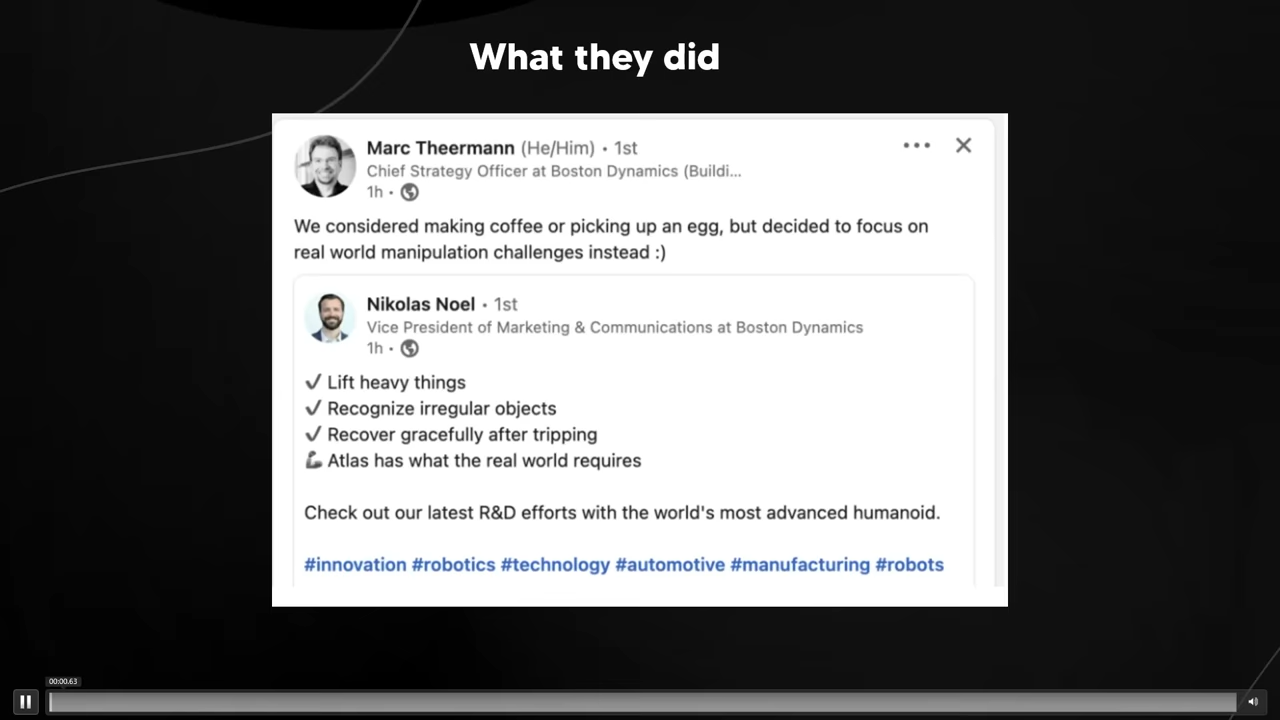 What they did
Marc Theermann (He/Him) • 1st
Chief Strategy Officer at Boston Dynamics (Buildi...
1h •
We considered making coffee or picking up an egg, but decided to focus on
real world manipulation challenges instead :)
Nikolas Noel • 1st
Vice President of Marketing & Communications at Boston Dynamics
1h •
✓ Lift heavy things
✓ Recognize irregular objects
✓ Recover gracefully after tripping
🦾 Atlas has what the real world requires
Check out our latest R&D efforts with the world's most advanced humanoid.
#innovation #robotics #technology #automotive #manufacturing #robots
00:00.63